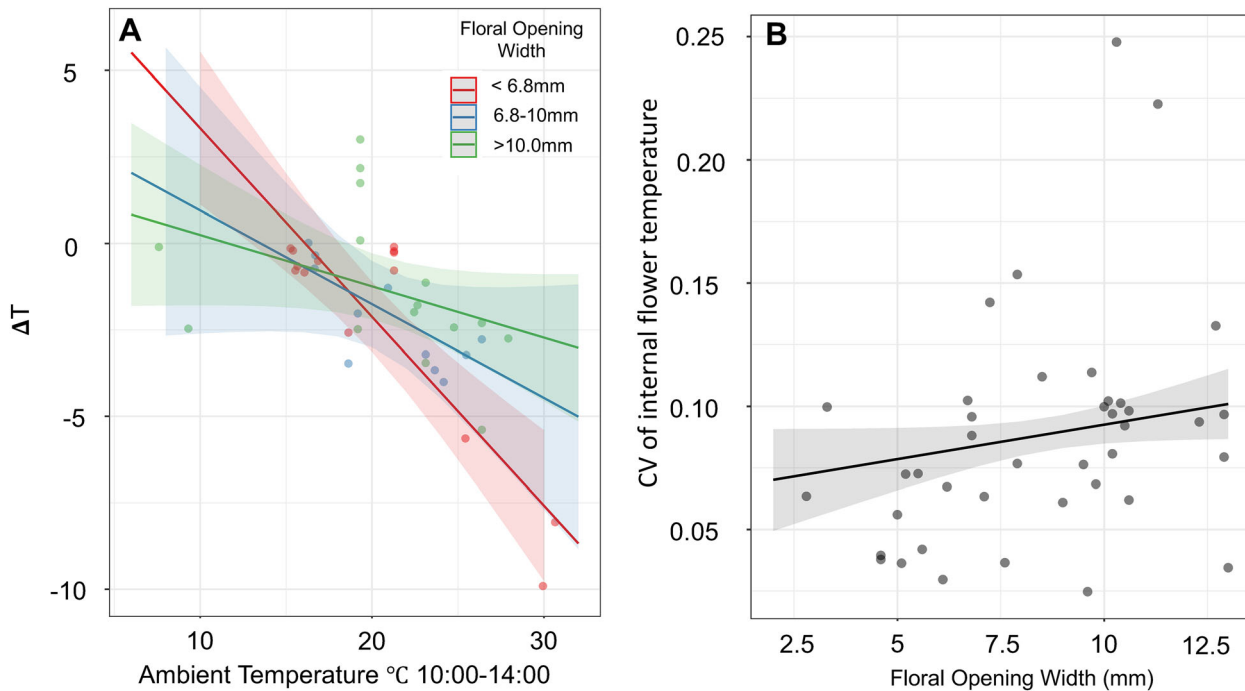 A
Floral Opening
Width
< 6.8mm
6.8-10mm
>10.0mm
5
0
-5
-10
ΔT
10
20
30
Ambient Temperature °C 10:00-14:00
B
0.25
0.20
0.15
0.10
0.05
CV of internal flower temperature
2.5
5
7.5
10
12.5
Floral Opening Width (mm)